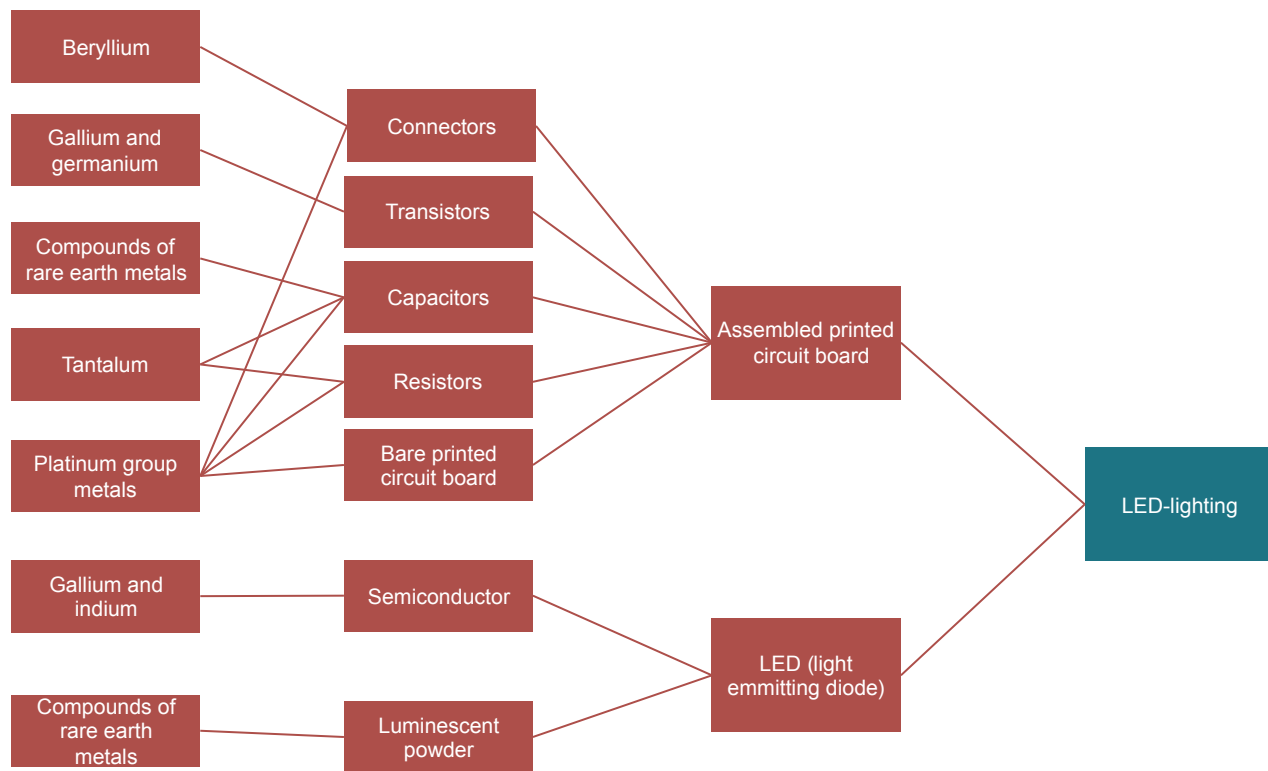 Beryllium
Gallium and
germanium
Compounds of
rare earth metals
Tantalum
Platinum group
metals
Gallium and
indium
Compounds of
rare earth
metals
Connectors
Transistors
Capacitors
Resistors
Bare printed
circuit board
Semiconductor
Luminescent
powder
Assembled printed
circuit board
LED (light
emmitting diode)
LED-lighting